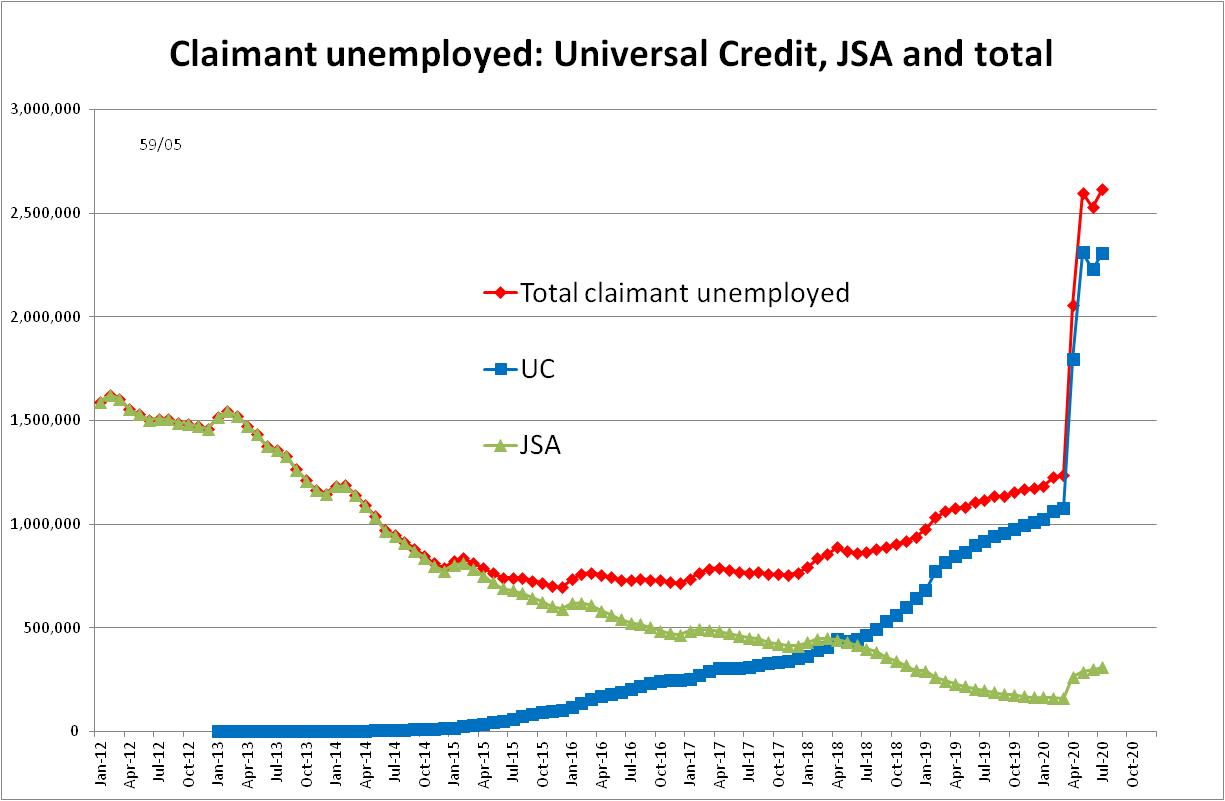 Claimant unemployed: Universal Credit, JSA and total
3,000,000
59/05
2,500,000
Total claimant unemployed
2,000,000
UC
1,500,000
JSA
1,000,000
500,000
0
Jan-12
Apr-12
Jul-12
Oct-12
Jan-13
Apr-13
Jul-13
Oct-13
Jan-14
Apr-14
Jul-14
Oct-14
Jan-15
Apr-15
Jul-15
Oct-15
Jan-16
Apr-16
Jul-16
Oct-16
Jan-17
Apr-17
Jul-17
Oct-17
Jan-18
Apr-18
Jul-18
Oct-18
Jan-19
Apr-19
Jul-19
Oct-19
Jan-20
Apr-20
Jul-20
Oct-20